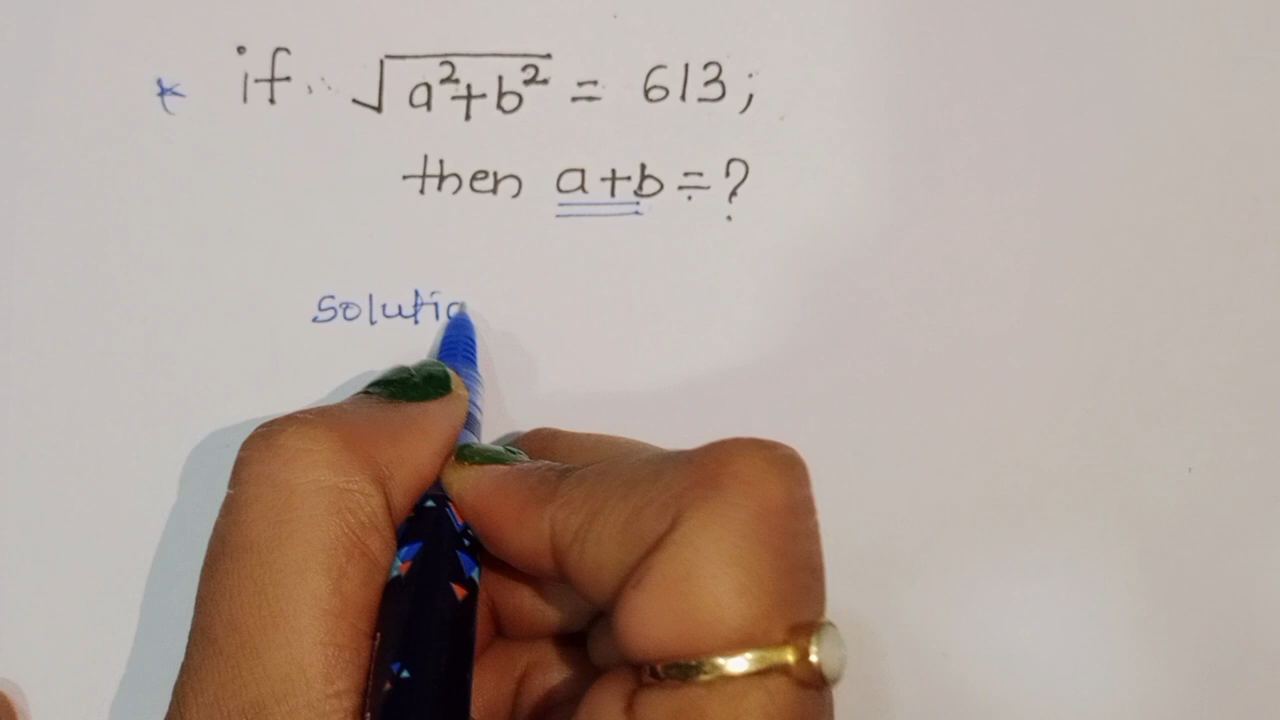 * if √a²+b² = 613;
then a+b = ?
Solutio